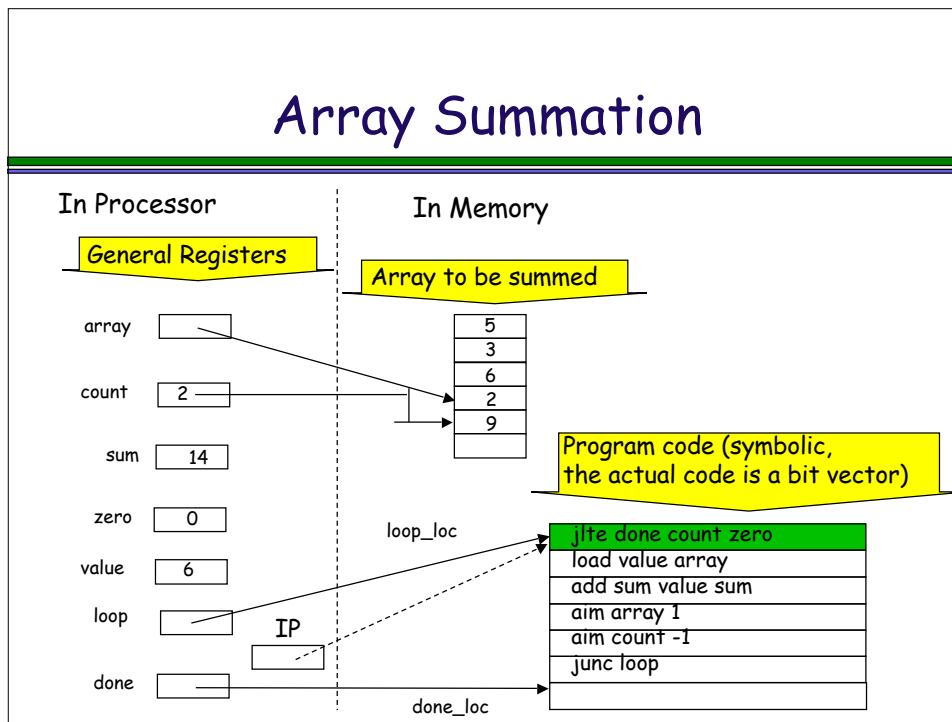 Array Summation
In Processor
In Memory
General Registers
Array to be summed
array
5
3
6
count
2
2
9
sum
14
Program code (symbolic,
the actual code is a bit vector)
zero
0
loop_loc
jlte done count zero
value
6
load value array
add sum value sum
loop
aim array 1
IP
aim count -1
junc loop
done
done_loc